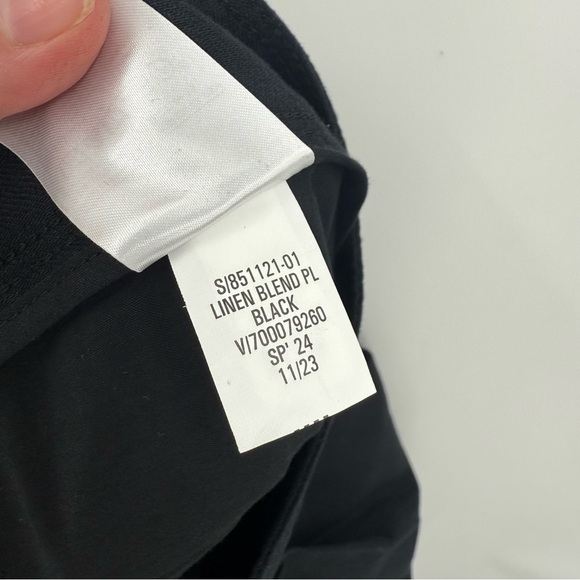 S/851121-01
LINEN BLEND PL
BLACK
V/700079260
SP' 24
11/23